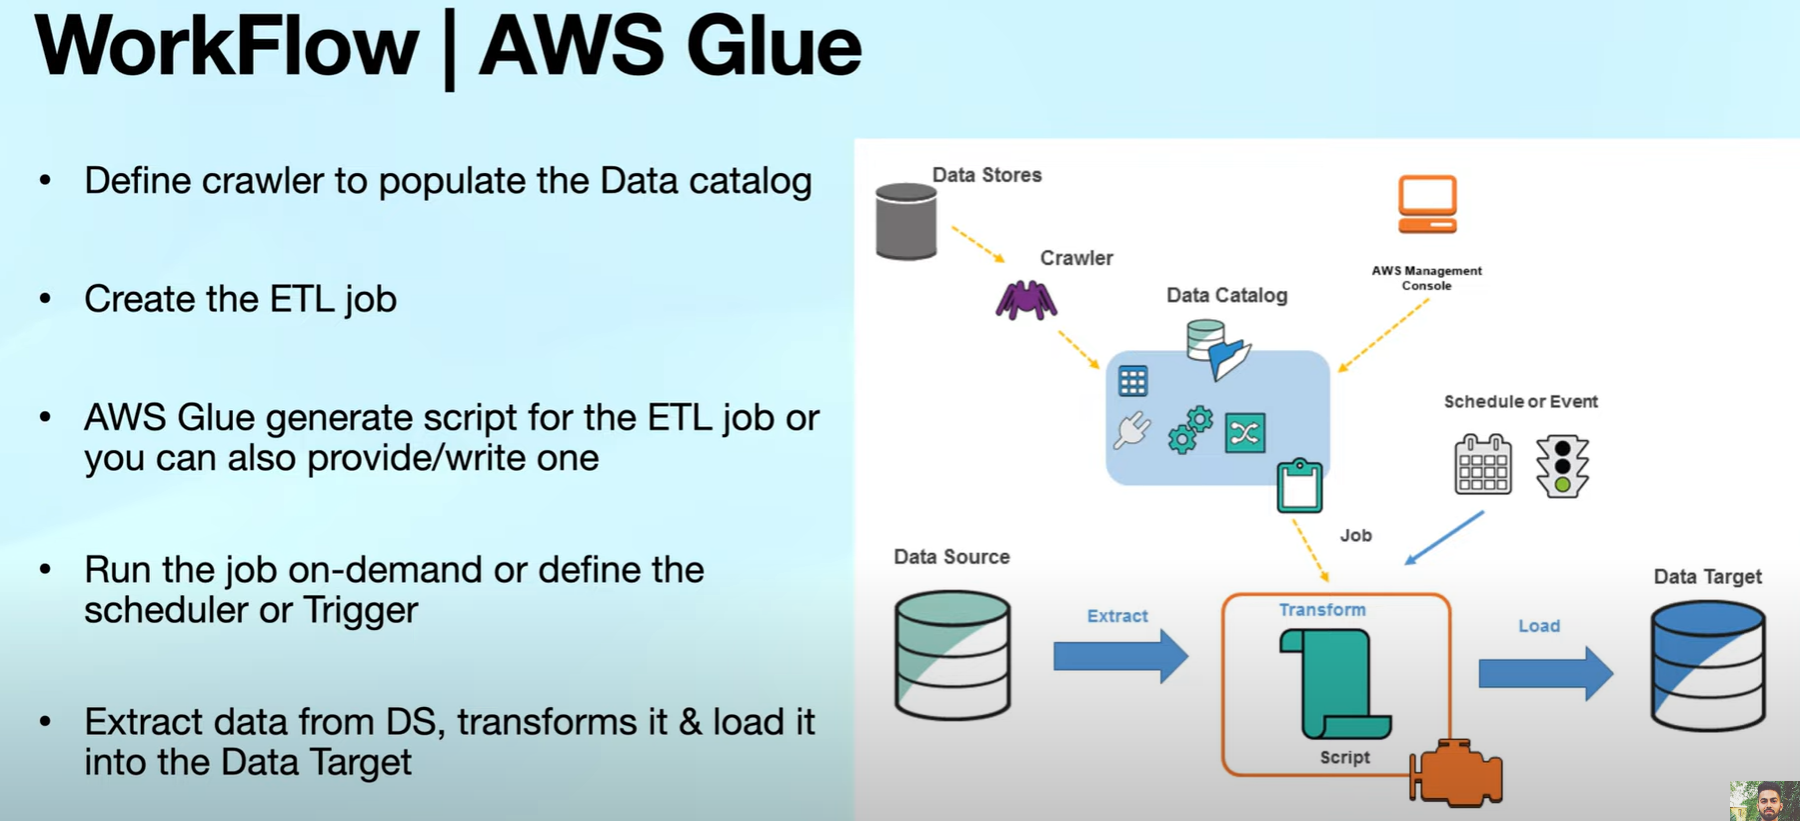 WorkFlow | AWS Glue
• Define crawler to populate the Data catalog
• Create the ETL job
• AWS Glue generate script for the ETL job or
you can also provide/write one
• Run the job on-demand or define the
scheduler or Trigger
• Extract data from DS, transforms it & load it
into the Data Target
Data Stores
Crawler
Data Catalog
AWS Management
Console
Schedule or Event
Job
Data Source
Extract
Transform
Script
Load
Data Target